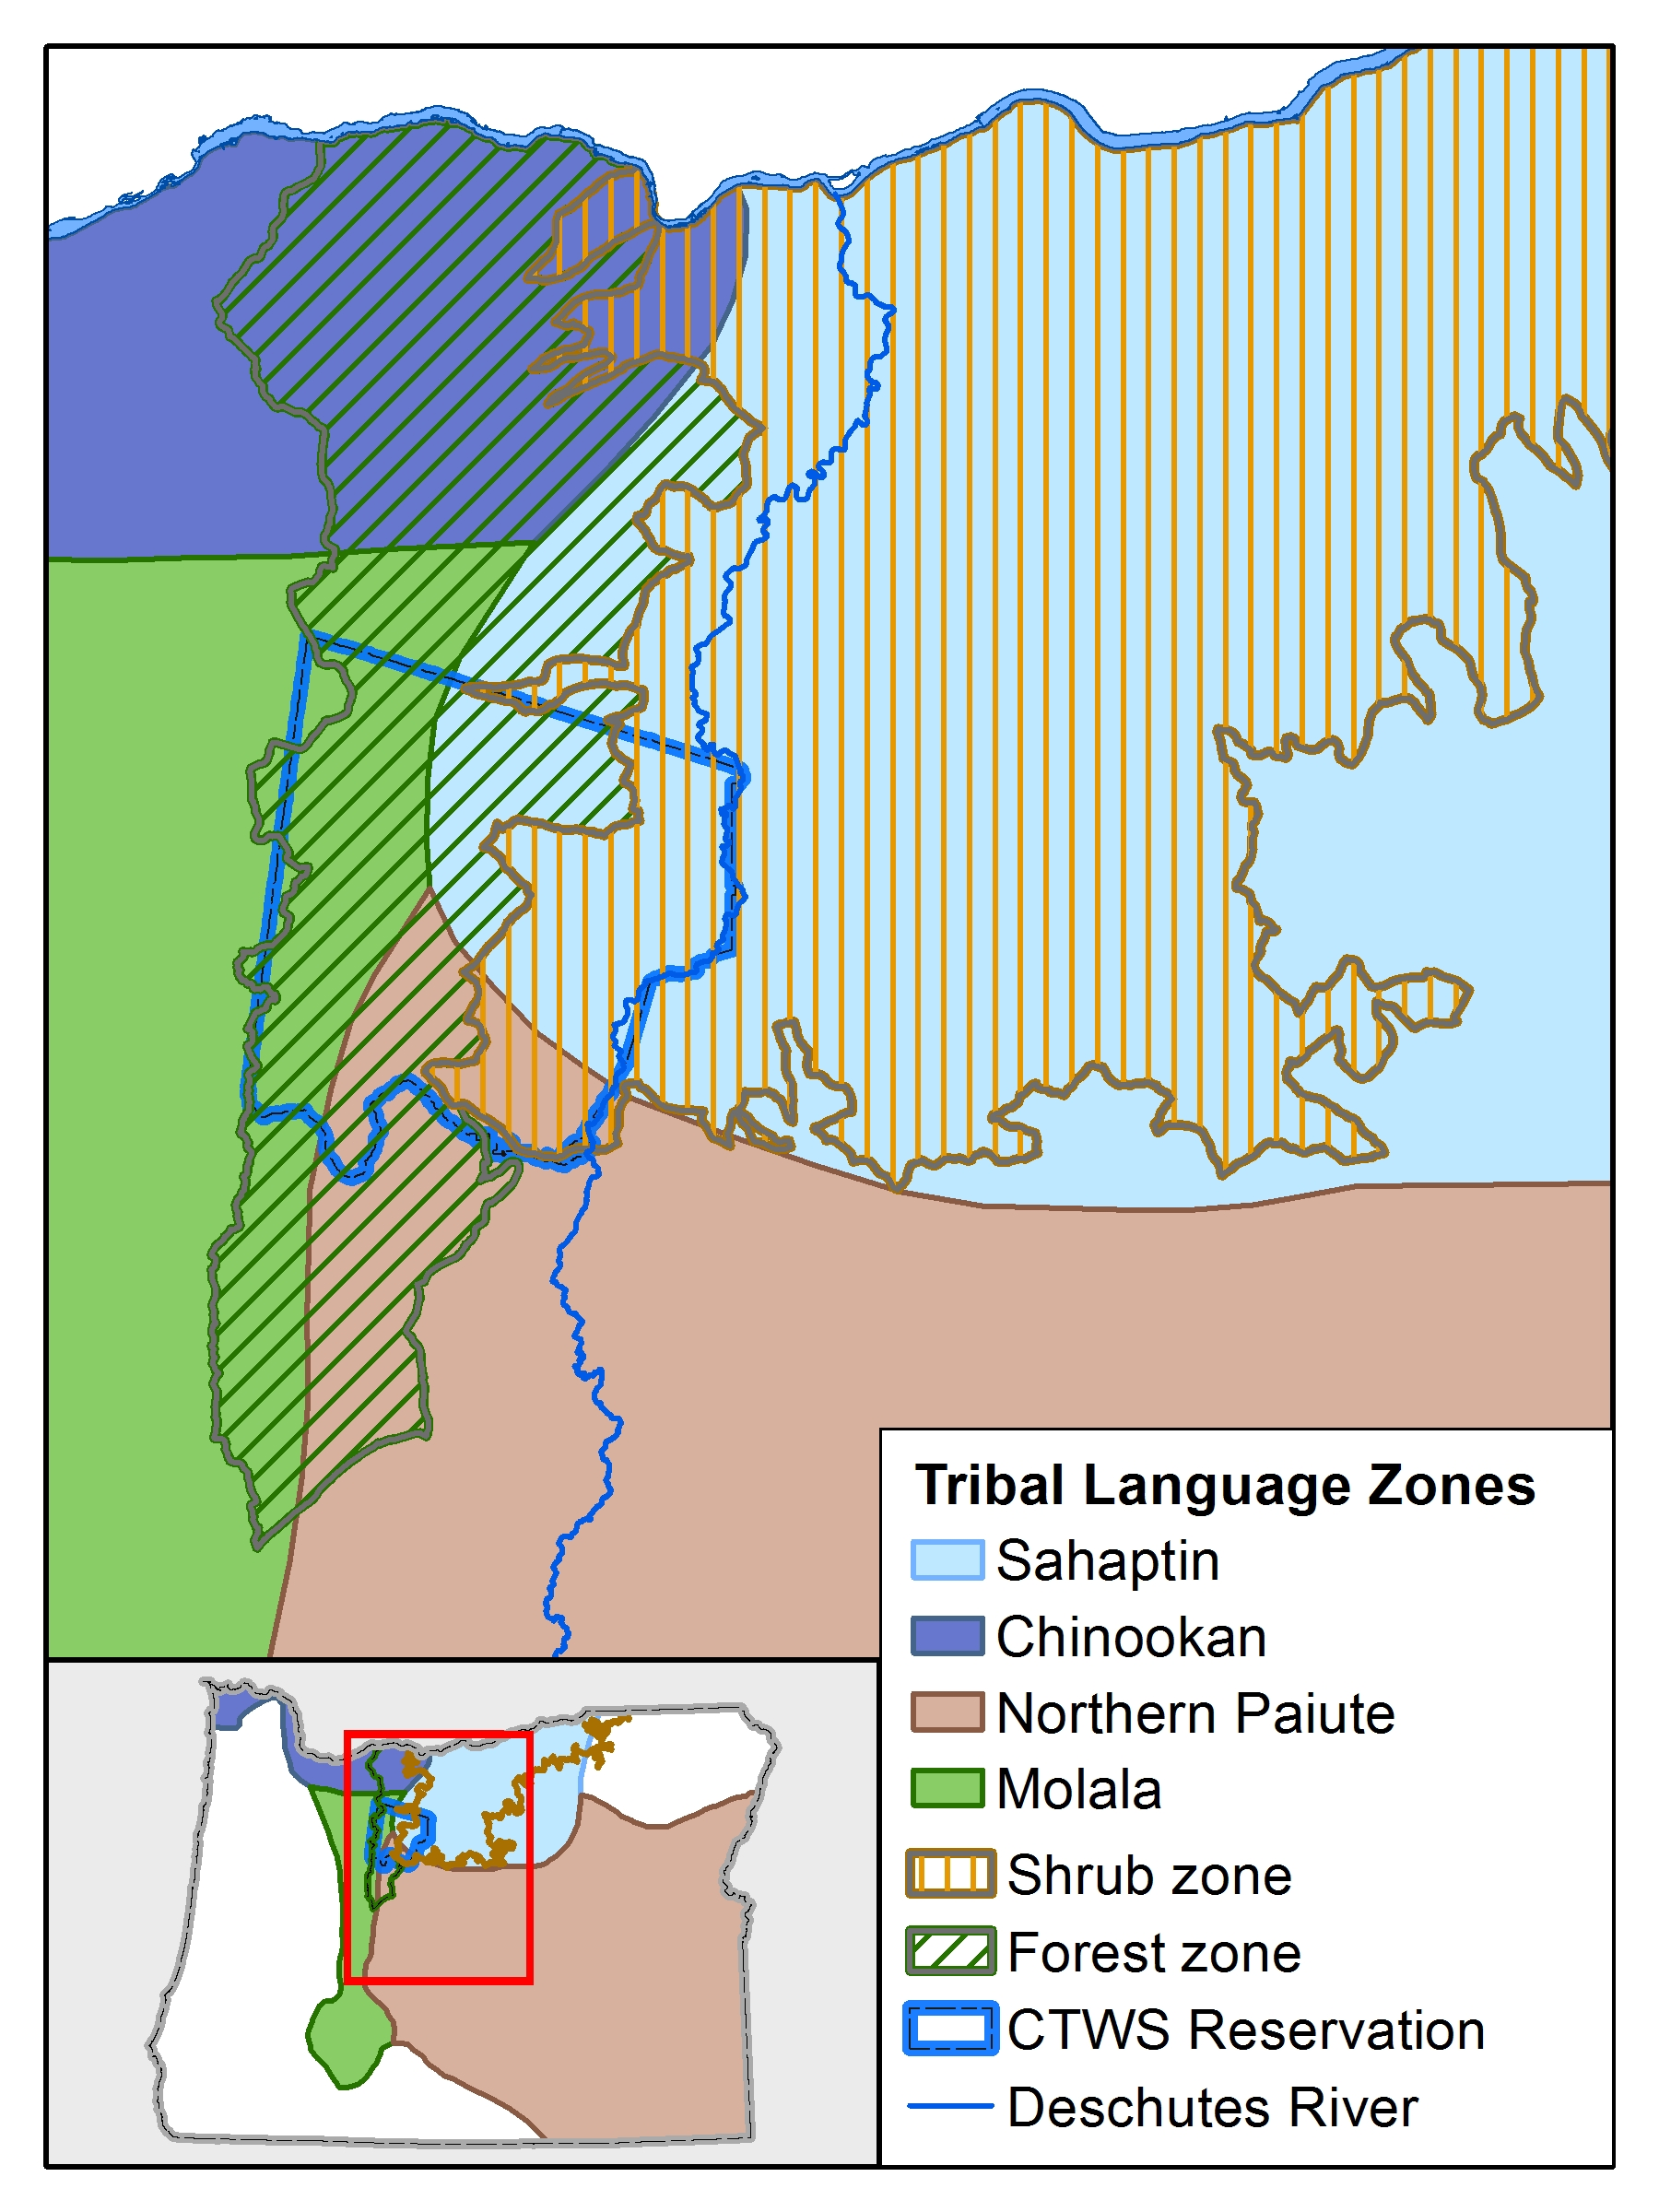 Tribal Language Zones
Sahaptin
Chinookan
Northern Paiute
Molala
Shrub zone
Forest zone
CTWS Reservation
Deschutes River